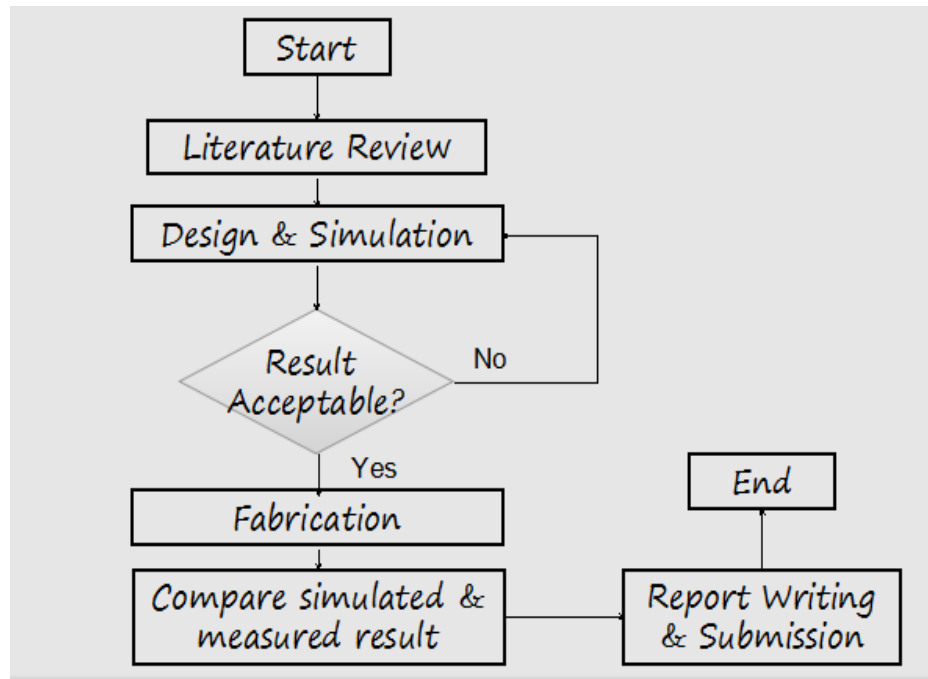 Start
Literature Review
Design & Simulation
Result
Acceptable?
No
Yes
Fabrication
Compare simulated &
measured result
Report Writing
& Submission
End